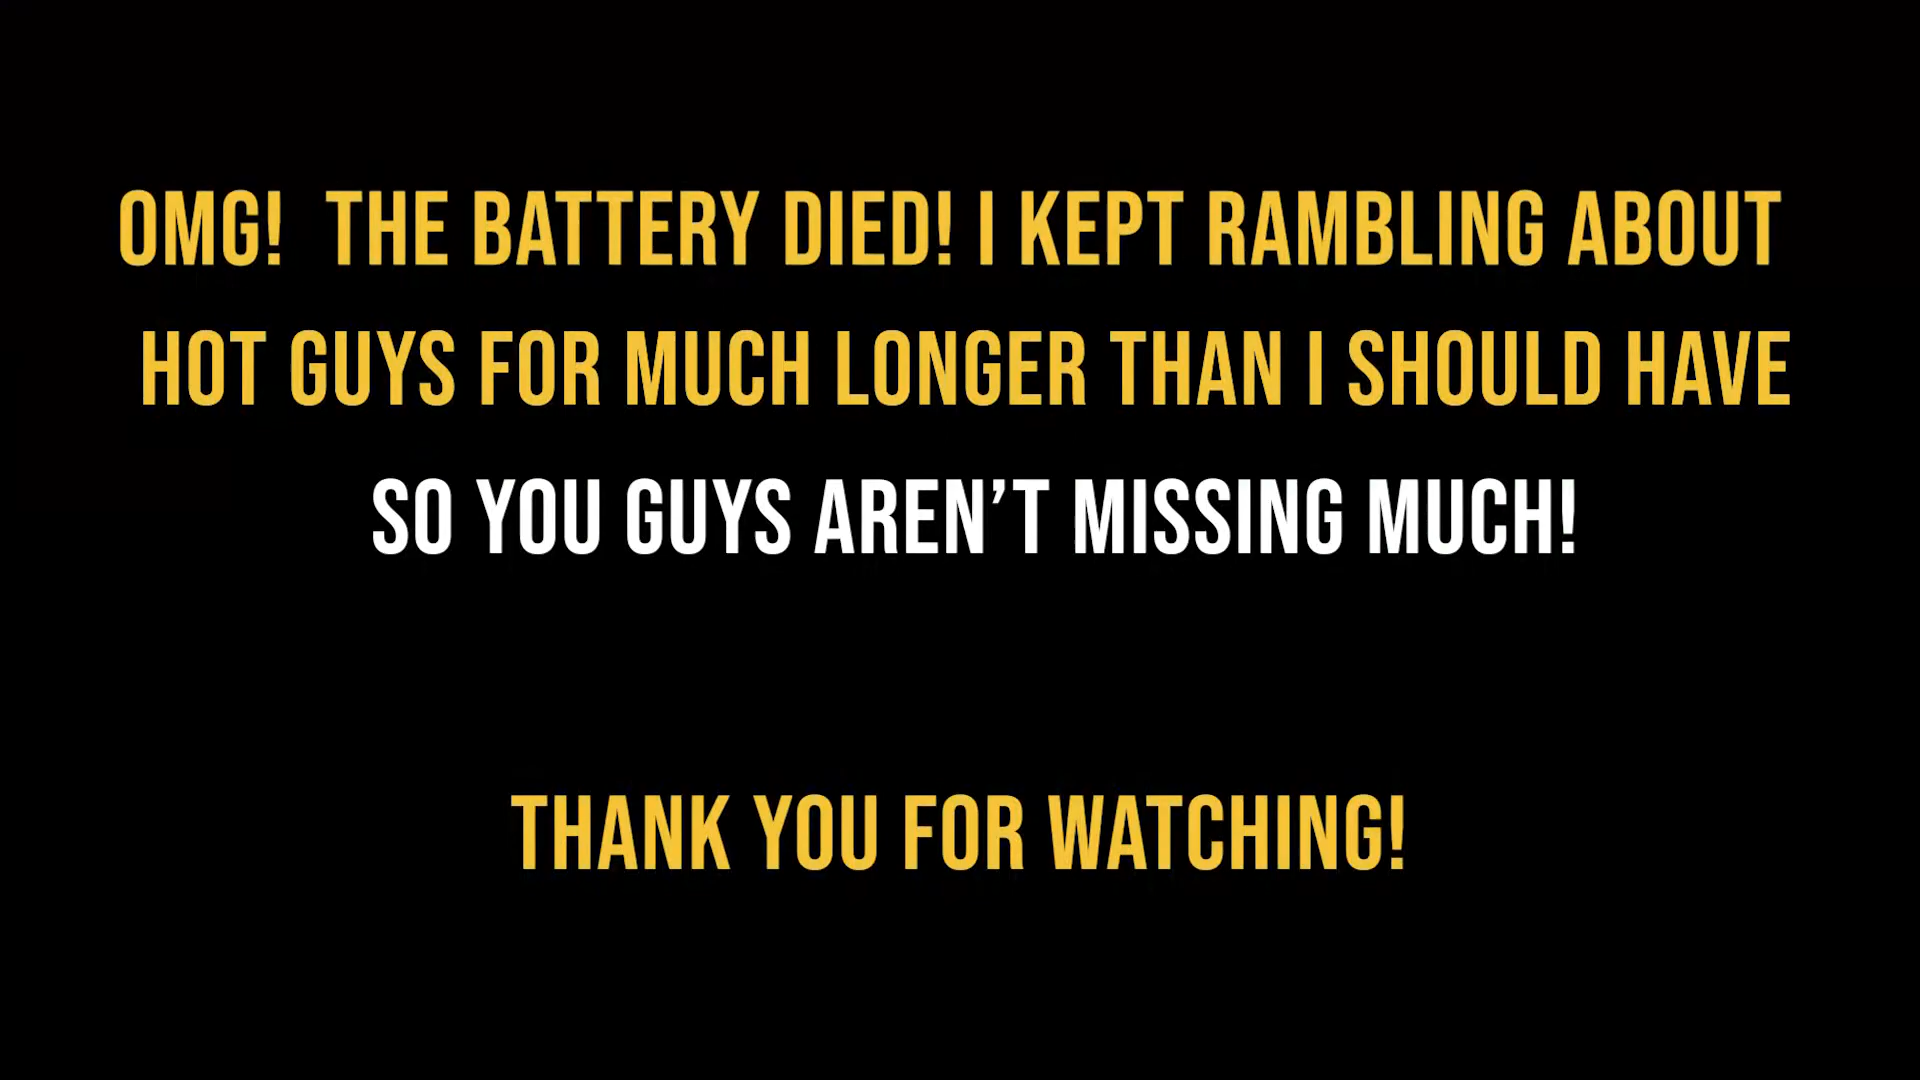 OMG! THE BATTERY DIED! I KEPT RAMBLING ABOUT
HOT GUYS FOR MUCH LONGER THAN I SHOULD HAVE
SO YOU GUYS AREN’T MISSING MUCH!
THANK YOU FOR WATCHING!